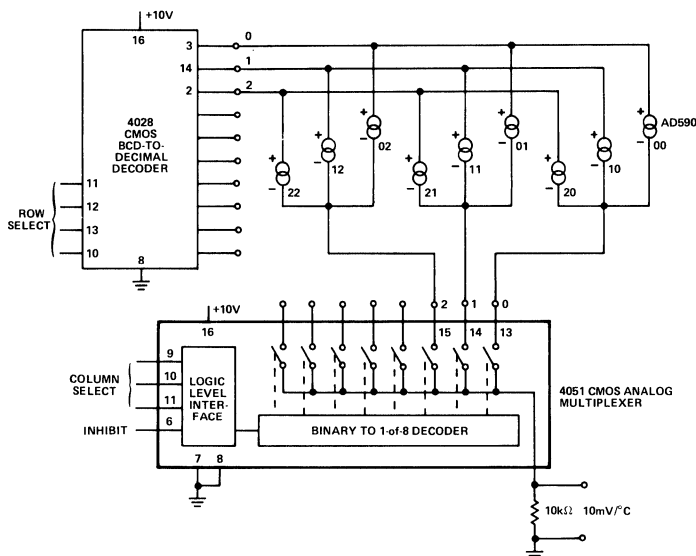 +10V
16
3
0
14
1
2
2
4028
CMOS
BCD-TO-
DECIMAL
DECODER
ROW
SELECT
11
12
13
10
8
+
–
22
+
–
12
+
–
02
+
–
21
+
–
11
+
–
01
+
–
20
+
–
10
+
–
AD590
00
+10V
16
2
1
0
15
14
13
COLUMN
SELECT
9
10
11
INHIBIT
6
LOGIC
LEVEL
INTER-
FACE
BINARY TO 1-of-8 DECODER
4051 CMOS ANALOG
MULTIPLEXER
7
8
10kΩ 10mV/°C